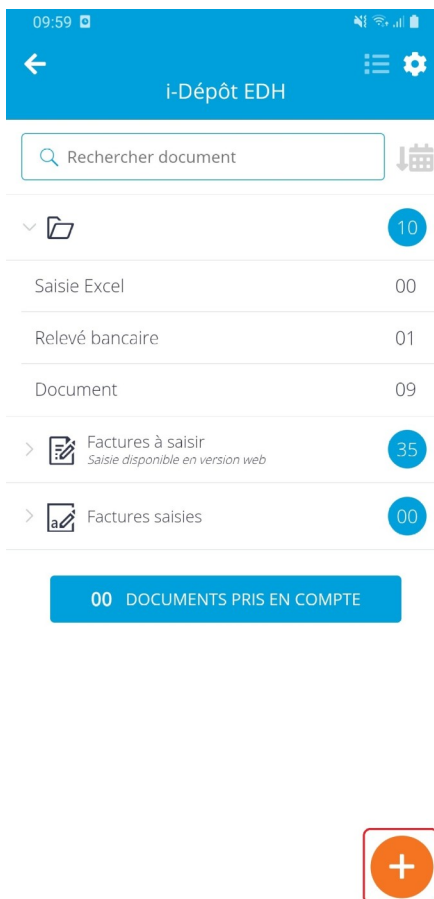 09:59
i-Dépôt EDH
Rechercher document
10
Saisie Excel 00
Relevé bancaire 01
Document 09
Factures à saisir 35
Saisie disponible en version web
a
Factures saisies 00
00 DOCUMENTS PRIS EN COMPTE
+